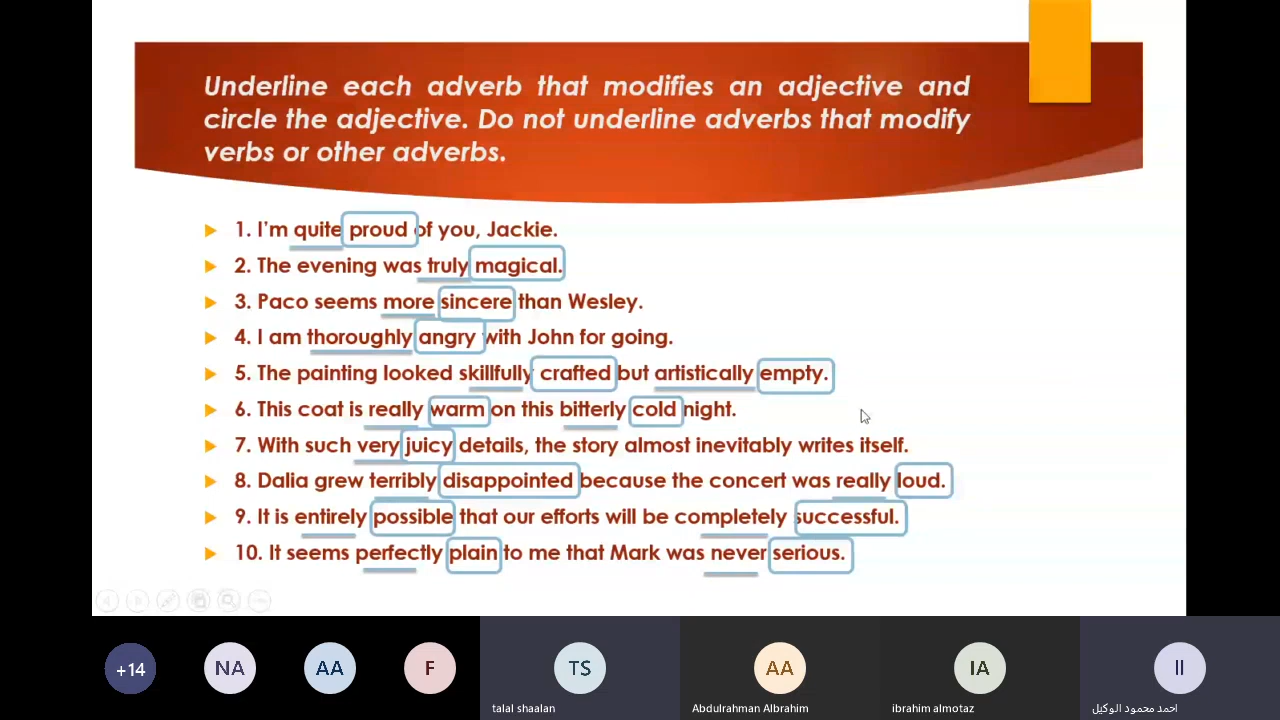 Underline each adverb that modifies an adjective and
circle the adjective. Do not underline adverbs that modify
verbs or other adverbs.
1. I'm quite proud of you, Jackie.
2. The evening was truly magical.
3. Paco seems more sincere than Wesley.
4. I am thoroughly angry with John for going.
5. The painting looked skillfully crafted but artistically empty.
6. This coat is really warm on this bitterly cold night.
7. With such very juicy details, the story almost inevitably writes itself.
8. Dalia grew terribly disappointed because the concert was really loud.
9. It is entirely possible that our efforts will be completely successful.
10. It seems perfectly plain to me that Mark was never serious.
+14
NA
AA
F
TS
AA
IA
اا
talal shaalan
Abdulrahman Albrahim
ibrahim almotaz
احمد محمود الوكيل